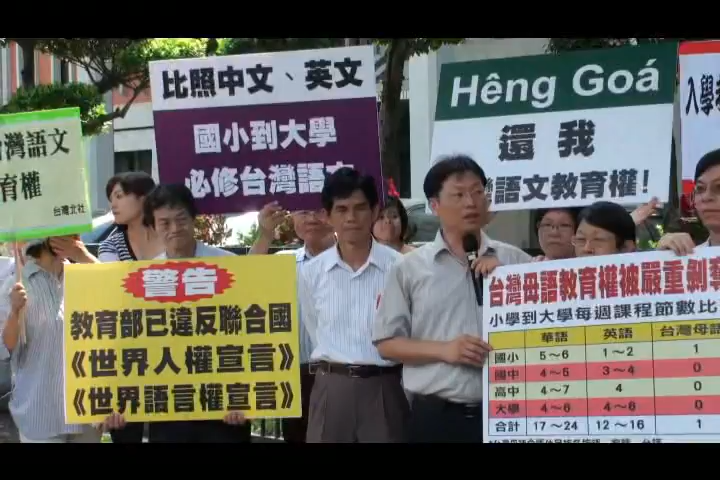 比照中文、英文
國小到大學
必修台灣語文
Hêng Goá
還我
語文教育權!
入學
灣語文
育權
台灣北社
警告
教育部已違反聯合國
《世界人權宣言》
《世界語言權宣言》
台灣母語教育權被嚴重剝
小學到大學每週課程節數比
華語 英語 台灣母語
國小 5~6 1~2 1
國中 4~5 3~4 0
高中 4~7 4 0
大學 4~6 4~6 0
合計 17~24 12~16 1